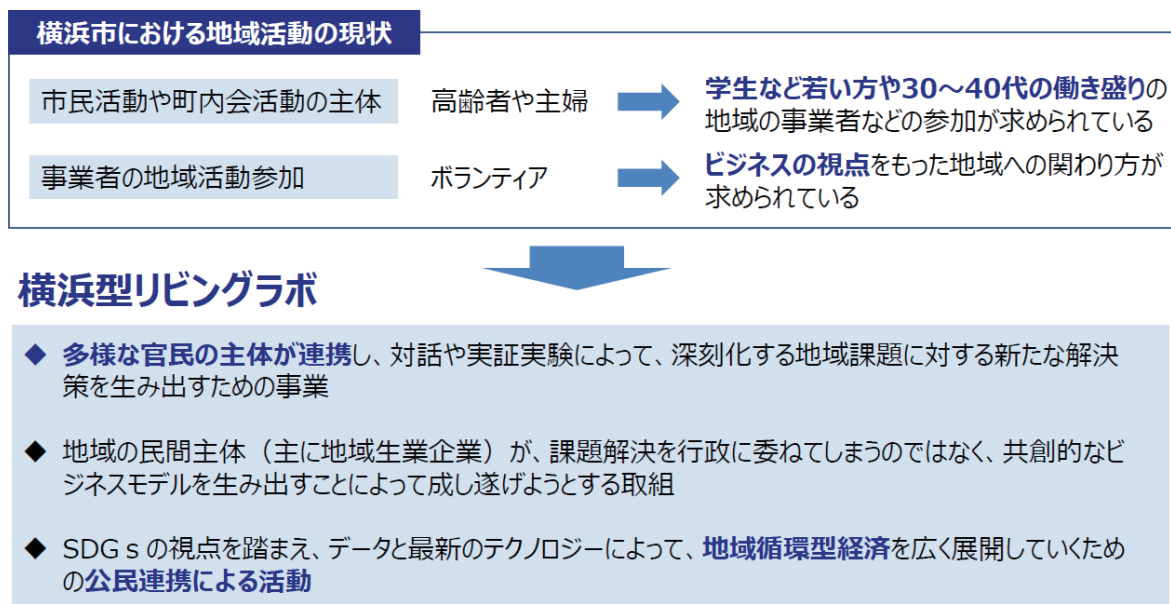 横浜市における地域活動の現状
市民活動や町内会活動の主体
高齢者や主婦
学生など若い方や30～40代の働き盛りの
地域の事業者などの参加が求められている
事業者の地域活動参加
ボランティア
ビジネスの視点をもった地域への関わり方が
求められている
横浜型リビングラボ
◆ 多様な官民の主体が連携し、対話や実証実験によって、深刻化する地域課題に対する新たな解決
策を生み出すための事業
◆ 地域の民間主体（主に地域生業企業）が、課題解決を行政に委ねてしまうのではなく、共創的なビ
ジネスモデルを生み出すことによって成し遂げようとする取組
◆ SDGｓの視点を踏まえ、データと最新のテクノロジーによって、地域循環型経済を広く展開していくため
の公民連携による活動